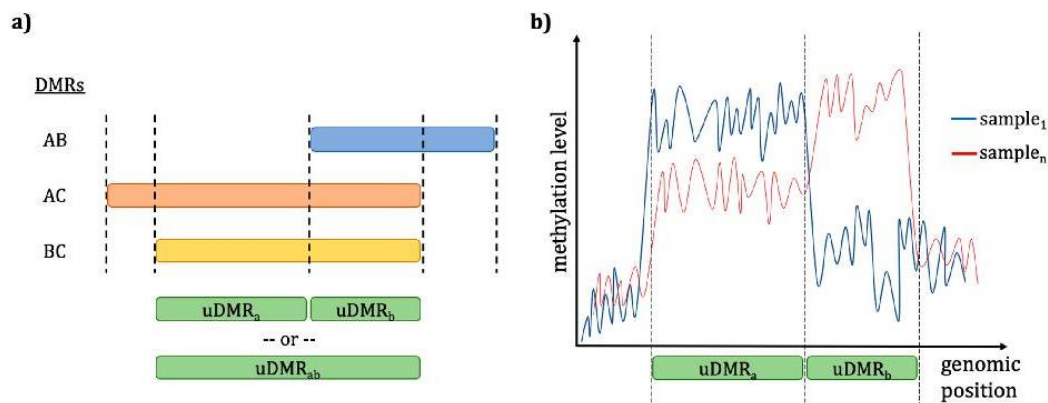 a)
DMRs
AB
AC
BC
uDMRa uDMRb
-- or --
uDMRab
b)
methylation level
sample1
samplen
uDMRa uDMRb
genomic
position